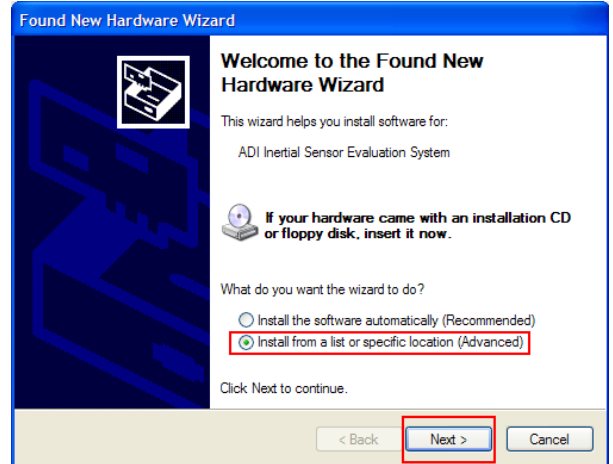 Found New Hardware Wizard
Welcome to the Found New
Hardware Wizard
This wizard helps you install software for:
ADI Inertial Sensor Evaluation System
If your hardware came with an installation CD
or floppy disk, insert it now.
What do you want the wizard to do?
Install the software automatically (Recommended)
Install from a list or specific location (Advanced)
Click Next to continue.
< Back Next > Cancel